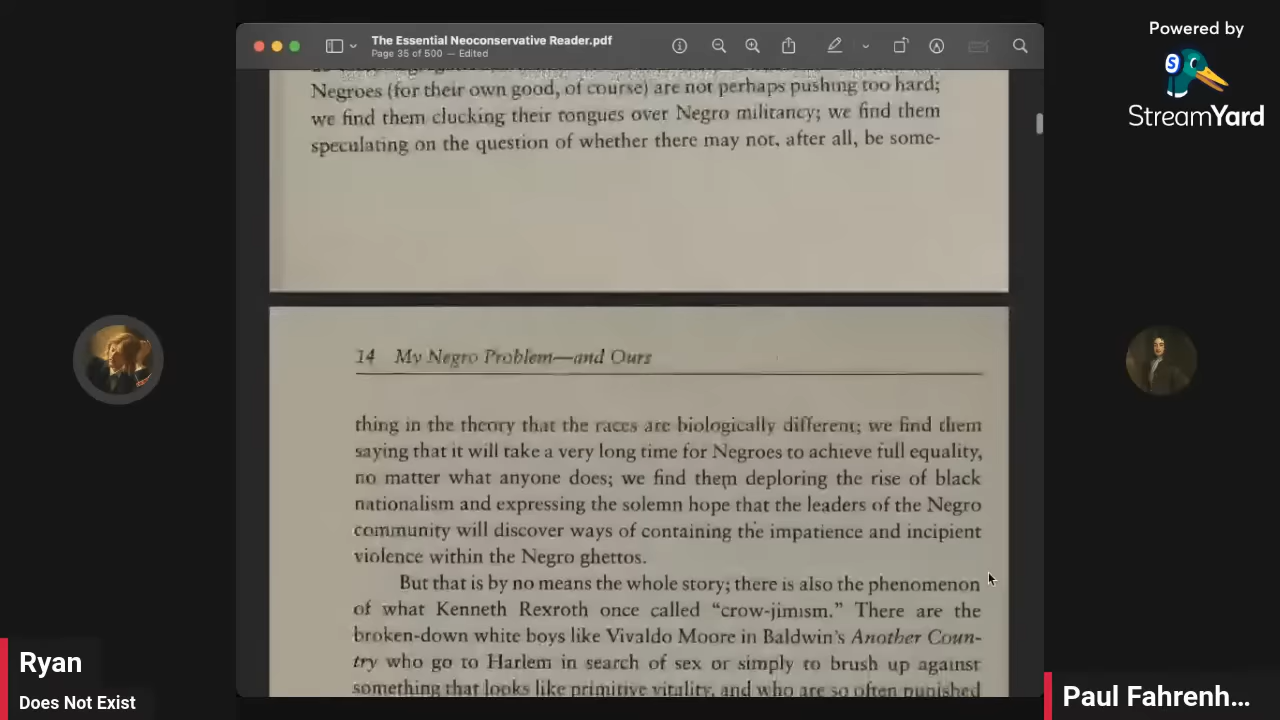 Powered by
StreamYard
The Essential Neoconservative Reader.pdf
Page 35 of 500 — Edited
Negroes (for their own good, of course) are not perhaps pushing too hard;
we find them clucking their tongues over Negro militancy; we find them
speculating on the question of whether there may not, after all, be some-
14 My Negro Problem—and Ours
thing in the theory that the races are biologically different; we find them
saying that it will take a very long time for Negroes to achieve full equality,
no matter what anyone does; we find them deploring the rise of black
nationalism and expressing the solemn hope that the leaders of the Negro
community will discover ways of containing the impatience and incipient
violence within the Negro ghettos.
But that is by no means the whole story; there is also the phenomenon
of what Kenneth Rexroth once called “crow-jimism.” There are the
broken-down white boys like Vivaldo Moore in Baldwin's Another Coun-
try who go to Harlem in search of sex or simply to brush up against
something that looks like primitive vitality, and who are so often punished
Ryan
Does Not Exist
Paul Fahrenh...